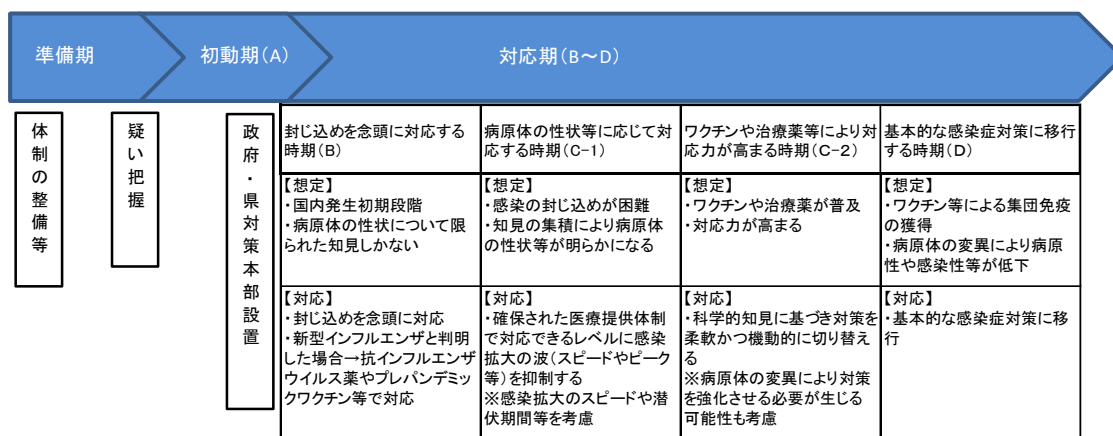 準備期
初動期(A)
対応期(B～D)
体制の整備等
疑い把握
政府・県対策本部設置
封じ込めを念頭に対応する
時期(B)
病原体の性状等に応じて対
応する時期(C-1)
ワクチンや治療薬等により対
応力が高まる時期(C-2)
基本的な感染症対策に移行
する時期(D)
【想定】
・国内発生初期段階
・病原体の性状について限
られた知見しかない
【想定】
・感染の封じ込めが困難
・知見の集積により病原体
の性状等が明らかになる
【想定】
・ワクチンや治療薬が普及
・対応力が高まる
【想定】
・ワクチン等による集団免疫
の獲得
・病原体の変異により病原
性や感染性等が低下
【対応】
・封じ込めを念頭に対応
・新型インフルエンザと判明
した場合→抗インフルエンザ
ウイルス薬やプレパンデミッ
クワクチン等で対応
【対応】
・確保された医療提供体制
で対応できるレベルに感染
拡大の波(スピードやピーク
等)を抑制する
※感染拡大のスピードや潜
伏期間等を考慮
【対応】
・科学的知見に基づき対策を
柔軟かつ機動的に切り替え
る
※病原体の変異により対策
を強化させる必要が生じる
可能性も考慮
【対応】
・基本的な感染症対策に移
行